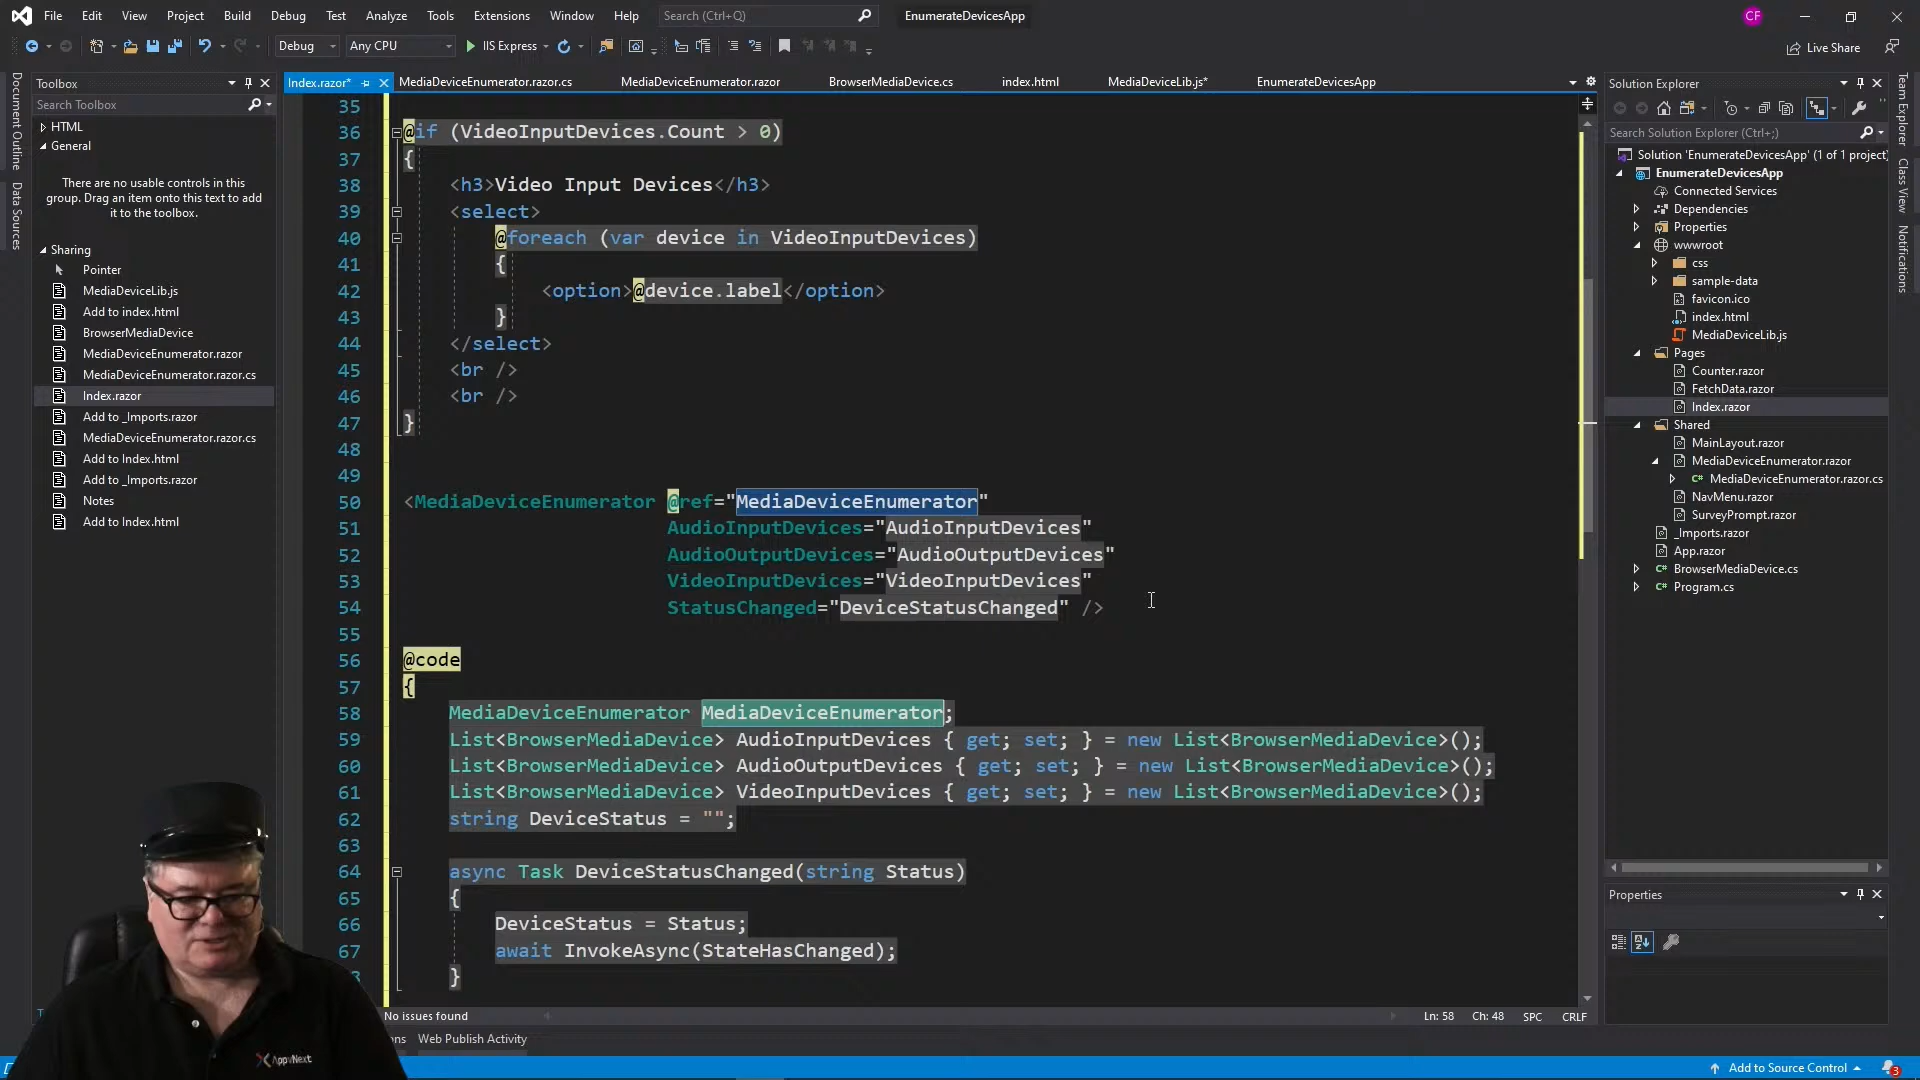 File Edit View Project Build Debug Test Analyze Tools Extensions Window Help Search (Ctrl+Q) EnumerateDevicesApp CF
Debug Any CPU IIS Express Live Share
Document Outline
Data Sources
Toolbox
Search Toolbox
HTML
General
There are no usable controls in this
group. Drag an item onto this text to add
it to the toolbox.
Sharing
Pointer
MediaDeviceLib.js
Add to index.html
BrowserMediaDevice
MediaDeviceEnumerator.razor
MediaDeviceEnumerator.razor.cs
Index.razor
Add to _Imports.razor
MediaDeviceEnumerator.razor.cs
Add to Index.html
Add to _Imports.razor
Notes
Add to Index.html
Index.razor* MediaDeviceEnumerator.razor.cs MediaDeviceEnumerator.razor BrowserMediaDevice.cs index.html MediaDeviceLib.js* EnumerateDevicesApp
35
36 @if (VideoInputDevices.Count > 0)
37 {
38 <h3>Video Input Devices</h3>
39 <select>
40 @foreach (var device in VideoInputDevices)
41 {
42 <option>@device.label</option>
43 }
44 </select>
45 <br />
46 <br />
47 }
48
49
50 <MediaDeviceEnumerator @ref="MediaDeviceEnumerator"
51 AudioInputDevices="AudioInputDevices"
52 AudioOutputDevices="AudioOutputDevices"
53 VideoInputDevices="VideoInputDevices"
54 StatusChanged="DeviceStatusChanged" />
55
56 @code
57 {
58 MediaDeviceEnumerator MediaDeviceEnumerator;
59 List<BrowserMediaDevice> AudioInputDevices { get; set; } = new List<BrowserMediaDevice>();
60 List<BrowserMediaDevice> AudioOutputDevices { get; set; } = new List<BrowserMediaDevice>();
61 List<BrowserMediaDevice> VideoInputDevices { get; set; } = new List<BrowserMediaDevice>();
62 string DeviceStatus = "";
63
64 async Task DeviceStatusChanged(string Status)
65 {
66 DeviceStatus = Status;
67 await InvokeAsync(StateHasChanged);
}
No issues found Ln: 58 Ch: 48 SPC CRLF
Web Publish Activity
Solution Explorer
Search Solution Explorer (Ctrl+;)
Solution 'EnumerateDevicesApp' (1 of 1 project)
EnumerateDevicesApp
Connected Services
Dependencies
Properties
wwwroot
css
sample-data
favicon.ico
index.html
MediaDeviceLib.js
Pages
Counter.razor
FetchData.razor
Index.razor
Shared
MainLayout.razor
MediaDeviceEnumerator.razor
MediaDeviceEnumerator.razor.cs
NavMenu.razor
SurveyPrompt.razor
_Imports.razor
App.razor
BrowserMediaDevice.cs
Program.cs
Properties
Team Explorer
Class View
Notifications
AppvNext
Add to Source Control 3